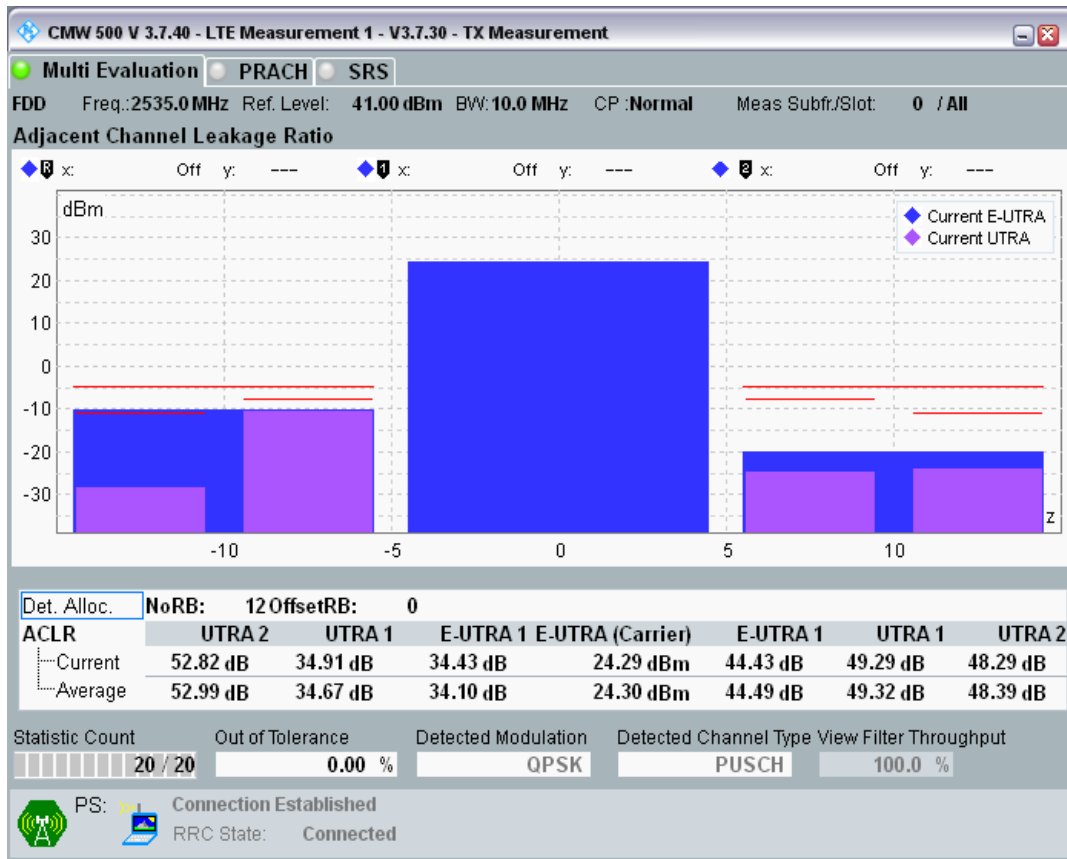 CMW 500 V 3.7.40 - LTE Measurement 1 - V3.7.30 - TX Measurement
Multi Evaluation PRACH SRS
FDD Freq.:2535.0 MHz Ref. Level: 41.00 dBm BW:10.0 MHz CP :Normal Meas Subfr./Slot: 0 / All
Adjacent Channel Leakage Ratio
R x: Off y: --- 1 x: Off y: --- 2 x: Off y: ---
dBm
Current E-UTRA
Current UTRA
30
20
10
0
-10
-20
-30
z
-10 -5 0 5 10
Det. Alloc. NoRB: 12 OffsetRB: 0
ACLR UTRA 2 UTRA 1 E-UTRA 1 E-UTRA (Carrier) E-UTRA 1 UTRA 1 UTRA 2
Current 52.82 dB 34.91 dB 34.43 dB 24.29 dBm 44.43 dB 49.29 dB 48.29 dB
Average 52.99 dB 34.67 dB 34.10 dB 24.30 dBm 44.49 dB 49.32 dB 48.39 dB
Statistic Count Out of Tolerance Detected Modulation Detected Channel Type View Filter Throughput
20 / 20 0.00 % QPSK PUSCH 100.0 %
PS: Connection Established
RRC State: Connected